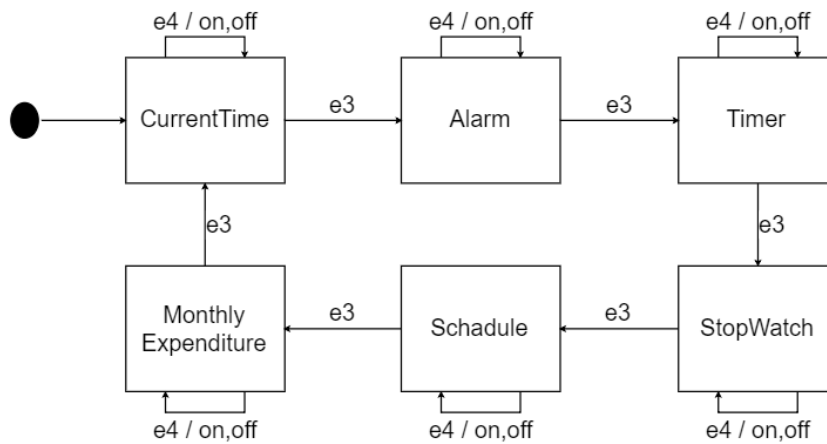 e4 / on,off
e4 / on,off
e4 / on,off
CurrentTime
e3
Alarm
e3
Timer
e3
e3
Monthly
Expenditure
e3
Schadule
e3
StopWatch
e4 / on,off
e4 / on,off
e4 / on,off